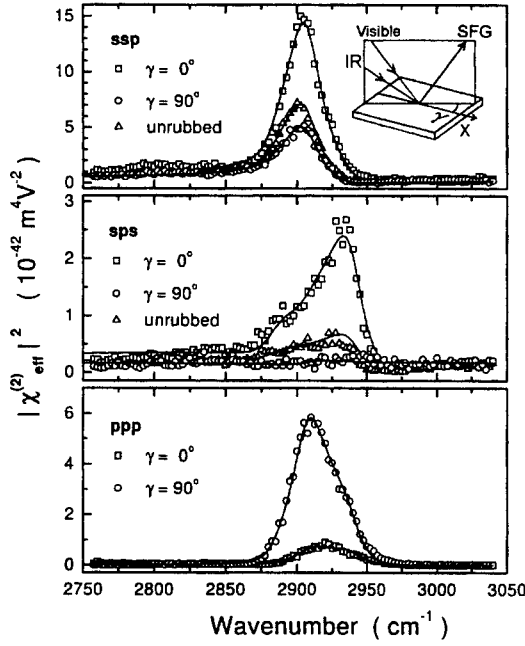 15
10
5
0
ssp
γ = 0°
γ = 90°
unrubbed
Visible
SFG
IR
γ
X
3
2
1
0
sps
γ = 0°
γ = 90°
unrubbed
6
4
2
0
ppp
γ = 0°
γ = 90°
|χ^(2)_eff|^2 (10^-42 m^4V^-2)
2750 2800 2850 2900 2950 3000 3050
Wavenumber (cm^-1)